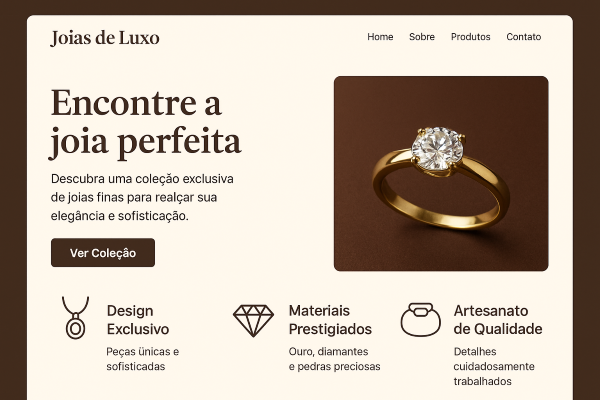 Joias de Luxo
Home Sobre Produtos Contato
Encontre a
joia perfeita
Descubra uma coleção exclusiva
de joias finas para realçar sua
elegância e sofisticação.
Ver Coleçâo
Design
Exclusivo
Peças ünicas e
sofisticadas
Materiais
Prestigiados
Ouro, diamantes
e pedras preciosas
Artesanato
de Qualidade
Detalhes
cuidadosamente
trabalhados